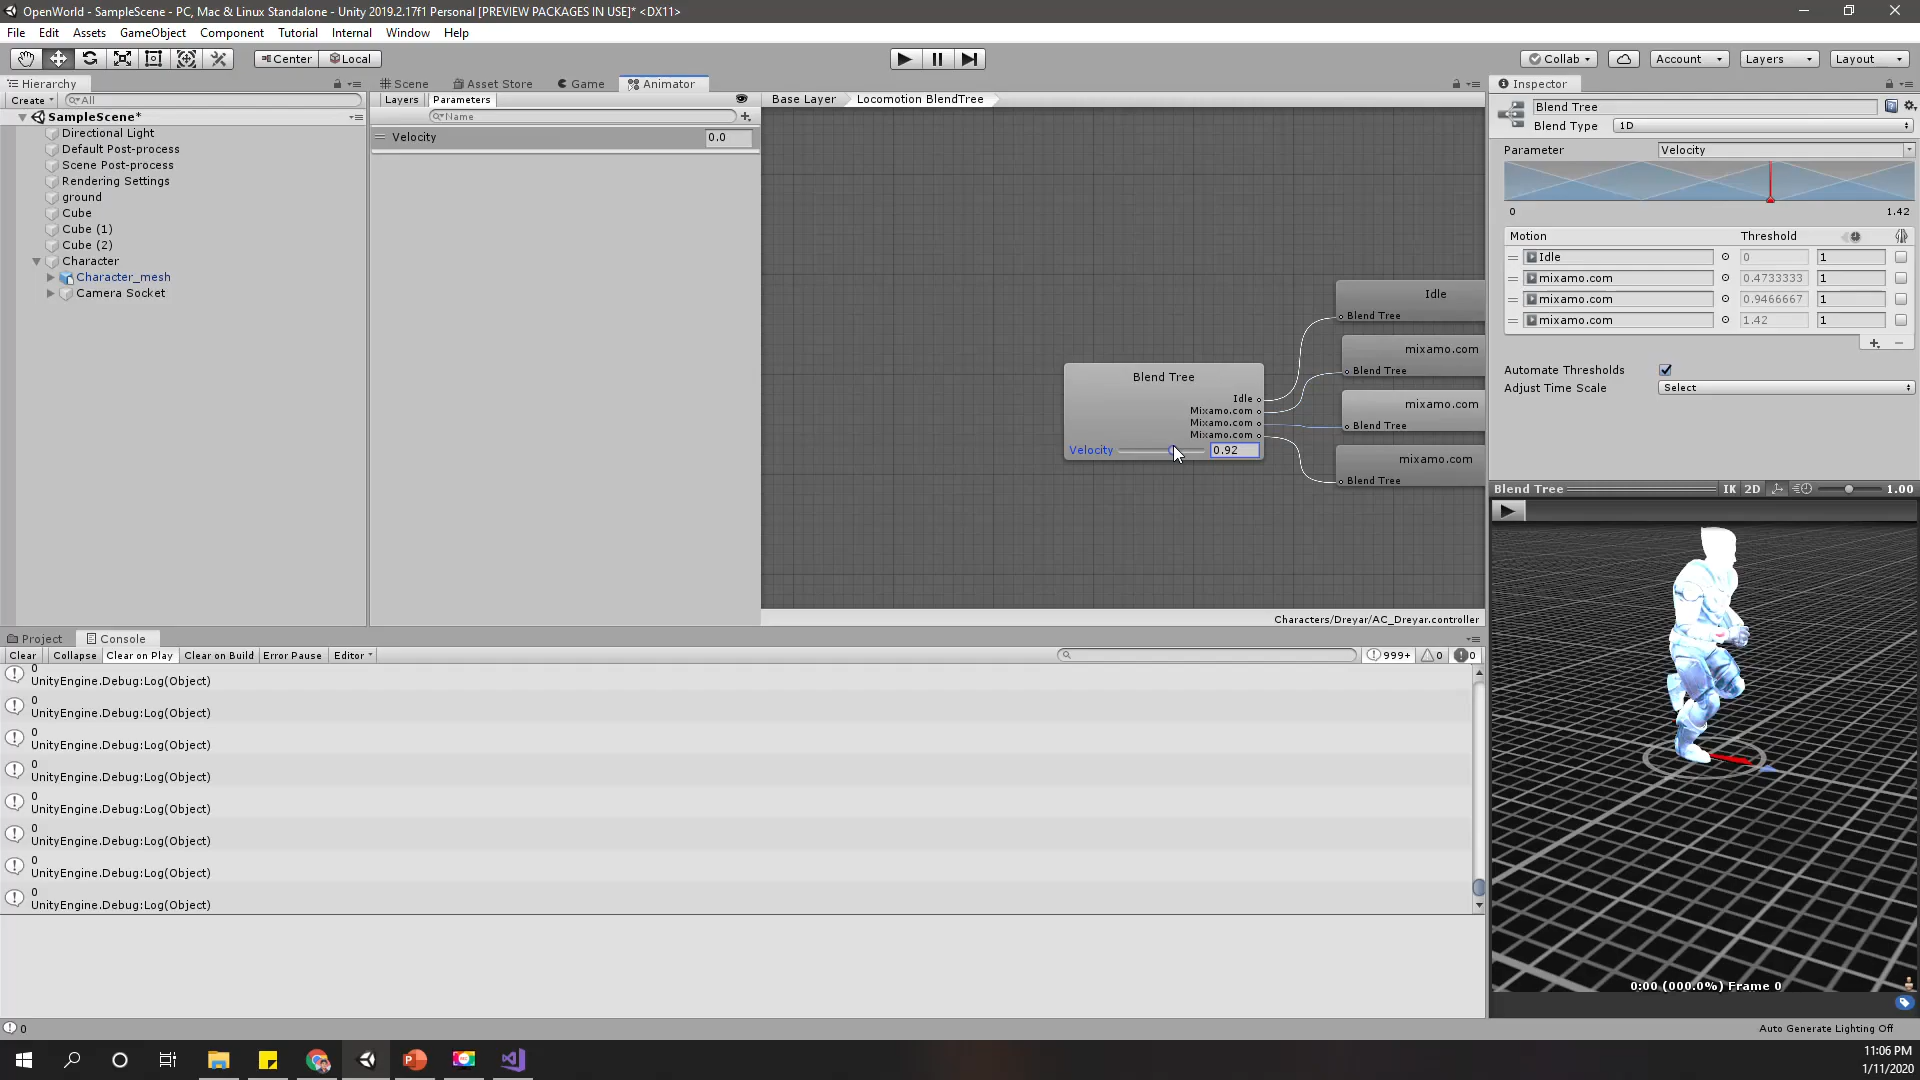 OpenWorld - SampleScene - PC, Mac & Linux Standalone - Unity 2019.2.17f1 Personal [PREVIEW PACKAGES IN USE]* <DX11>
File Edit Assets GameObject Component Tutorial Internal Window Help
Center Local Collab Account Layers Layout
Hierarchy
Create All
SampleScene*
Directional Light
Default Post-process
Scene Post-process
Rendering Settings
ground
Cube
Cube (1)
Cube (2)
Character
Character_mesh
Camera Socket
Scene Asset Store Game Animator
Layers Parameters
Name
Velocity 0.0
Base Layer Locomotion BlendTree
Blend Tree
Idle
Mixamo.com
Mixamo.com
Mixamo.com
Velocity 0.92
Idle
Blend Tree
mixamo.com
Blend Tree
mixamo.com
Blend Tree
mixamo.com
Blend Tree
Characters/Dreyar/AC_Dreyar.controller
Inspector
Blend Tree
Blend Type 1D
Parameter Velocity
0 1.42
Motion Threshold
Idle 0 1
mixamo.com 0.4733333 1
mixamo.com 0.9466667 1
mixamo.com 1.42 1
Automate Thresholds
Adjust Time Scale Select
Blend Tree IK 2D 1.00
0:00 (000.0%) Frame 0
Project Console
Clear Collapse Clear on Play Clear on Build Error Pause Editor 999+ 0 0
0
UnityEngine.Debug:Log(Object)
0
UnityEngine.Debug:Log(Object)
0
UnityEngine.Debug:Log(Object)
0
UnityEngine.Debug:Log(Object)
0
UnityEngine.Debug:Log(Object)
0
UnityEngine.Debug:Log(Object)
0
UnityEngine.Debug:Log(Object)
0
UnityEngine.Debug:Log(Object)
0
Auto Generate Lighting Off
11:06 PM
1/11/2020